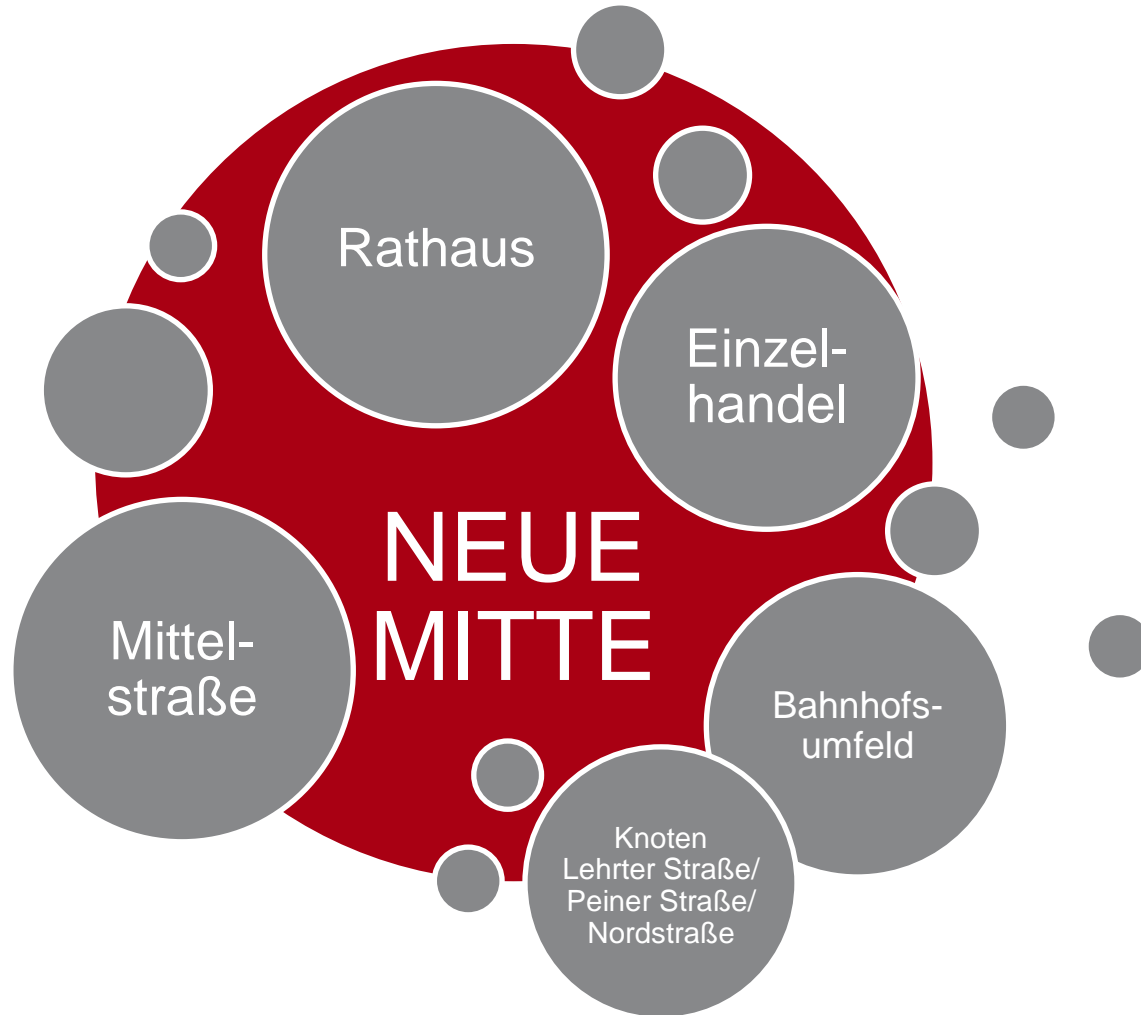 Rathaus
Einzel-
handel
NEUE
MITTE
Mittel-
straße
Bahnhofs-
umfeld
Knoten
Lehrter Straße/
Peiner Straße/
Nordstraße